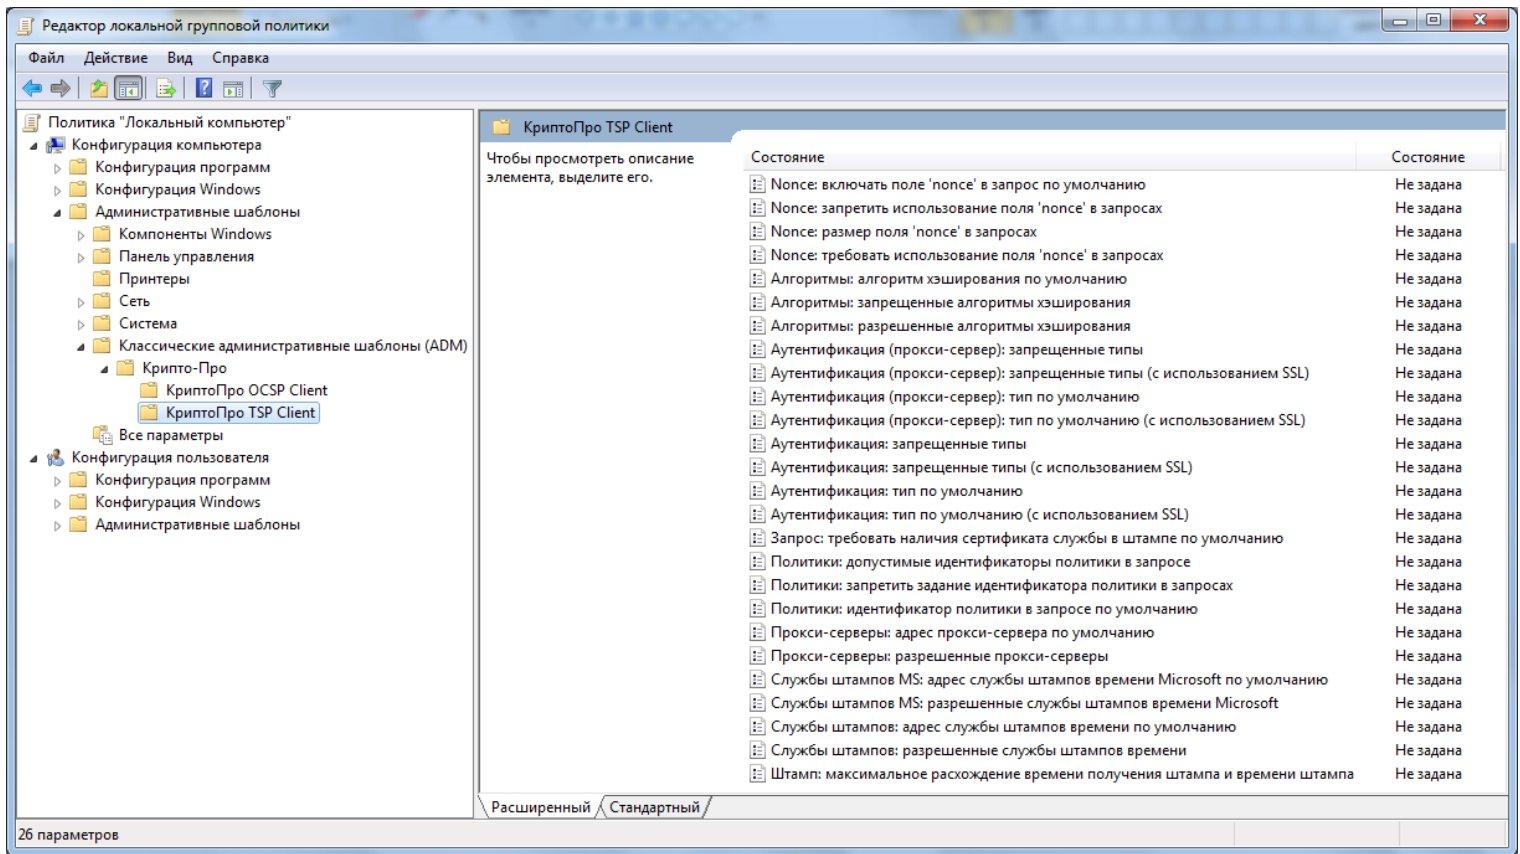 Редактор локальной групповой политики
Файл Действие Вид Справка
Политика "Локальный компьютер"
Конфигурация компьютера
Конфигурация программ
Конфигурация Windows
Административные шаблоны
Компоненты Windows
Панель управления
Принтеры
Сеть
Система
Классические административные шаблоны (ADM)
Крипто-Про
КриптоПро OCSP Client
КриптоПро TSP Client
Все параметры
Конфигурация пользователя
Конфигурация программ
Конфигурация Windows
Административные шаблоны
КриптоПро TSP Client
Чтобы просмотреть описание
элемента, выделите его.
Состояние Состояние
Nonce: включать поле 'nonce' в запрос по умолчанию Не задана
Nonce: запретить использование поля 'nonce' в запросах Не задана
Nonce: размер поля 'nonce' в запросах Не задана
Nonce: требовать использование поля 'nonce' в запросах Не задана
Алгоритмы: алгоритм хэширования по умолчанию Не задана
Алгоритмы: запрещенные алгоритмы хэширования Не задана
Алгоритмы: разрешенные алгоритмы хэширования Не задана
Аутентификация (прокси-сервер): запрещенные типы Не задана
Аутентификация (прокси-сервер): запрещенные типы (с использованием SSL) Не задана
Аутентификация (прокси-сервер): тип по умолчанию Не задана
Аутентификация (прокси-сервер): тип по умолчанию (с использованием SSL) Не задана
Аутентификация: запрещенные типы Не задана
Аутентификация: запрещенные типы (с использованием SSL) Не задана
Аутентификация: тип по умолчанию Не задана
Аутентификация: тип по умолчанию (с использованием SSL) Не задана
Запрос: требовать наличия сертификата службы в штампе по умолчанию Не задана
Политики: допустимые идентификаторы политики в запросе Не задана
Политики: запретить задание идентификатора политики в запросах Не задана
Политики: идентификатор политики в запросе по умолчанию Не задана
Прокси-серверы: адрес прокси-сервера по умолчанию Не задана
Прокси-серверы: разрешенные прокси-серверы Не задана
Службы штампов MS: адрес службы штампов времени Microsoft по умолчанию Не задана
Службы штампов MS: разрешенные службы штампов времени Microsoft Не задана
Службы штампов: адрес службы штампов времени по умолчанию Не задана
Службы штампов: разрешенные службы штампов времени Не задана
Штамп: максимальное расхождение времени получения штампа и времени штампа Не задана
Расширенный Стандартный
26 параметров